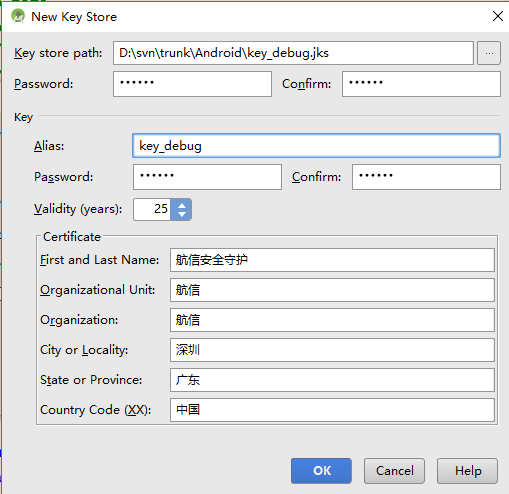 New Key Store
Key store path: D:\svn\trunk\Android\key_debug.jks ...
Password: •••••• Confirm: ••••••
Key
Alias: key_debug
Password: •••••• Confirm: ••••••
Validity (years): 25
Certificate
First and Last Name: 航信安全守护
Organizational Unit: 航信
Organization: 航信
City or Locality: 深圳
State or Province: 广东
Country Code (XX): 中国
OK Cancel Help